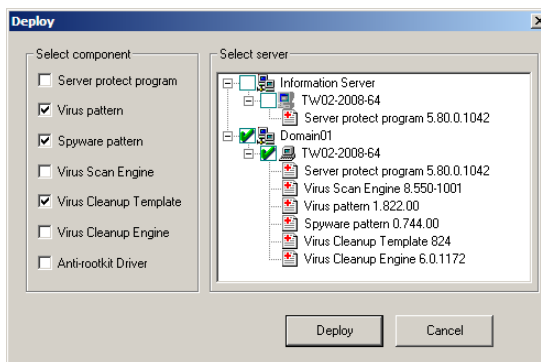 Deploy
Select component
Server protect program
Virus pattern
Spyware pattern
Virus Scan Engine
Virus Cleanup Template
Virus Cleanup Engine
Anti-rootkit Driver
Select server
Information Server
TW02-2008-64
Server protect program 5.80.0.1042
Domain01
TW02-2008-64
Server protect program 5.80.0.1042
Virus Scan Engine 8.550-1001
Virus pattern 1.822.00
Spyware pattern 0.744.00
Virus Cleanup Template 824
Virus Cleanup Engine 6.0.1172
Deploy
Cancel